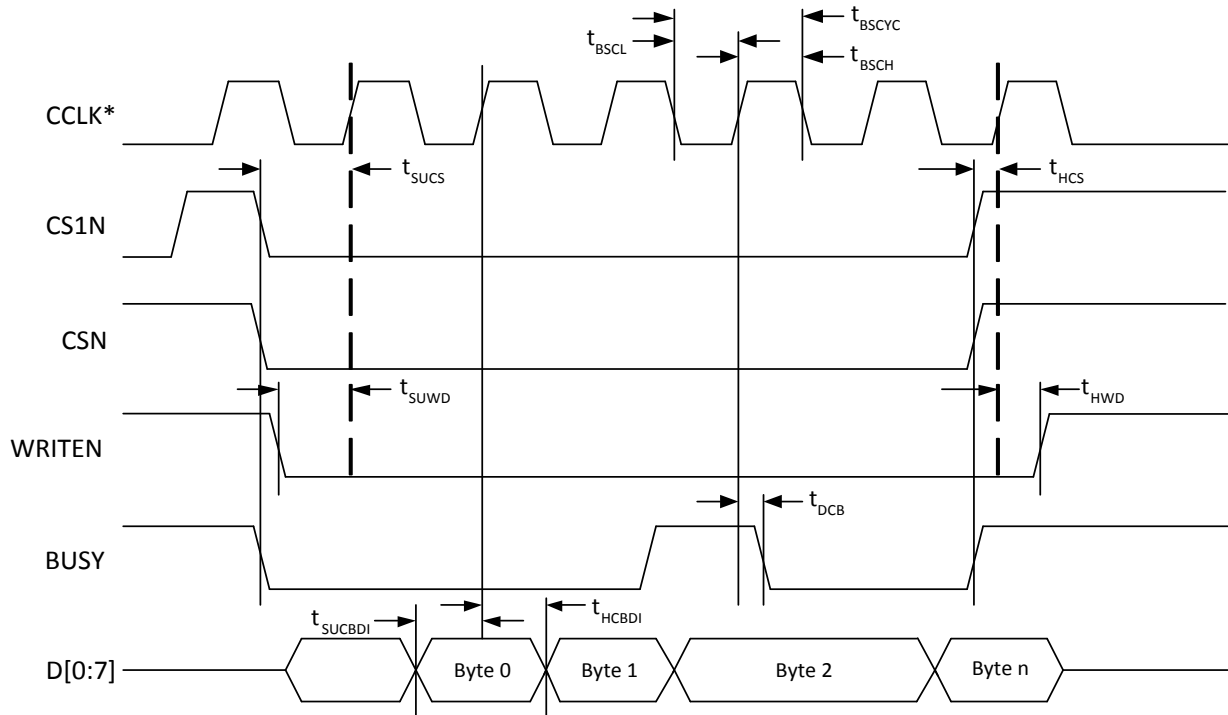 tBSCYC
tBSCL
tBSCH
CCLK*
tSUCS
tHCS
CS1N
CSN
tSUWD
tHWD
WRITEN
tDCB
BUSY
tSUCBDI
tHCBDI
D[0:7]
Byte 0
Byte 1
Byte 2
Byte n